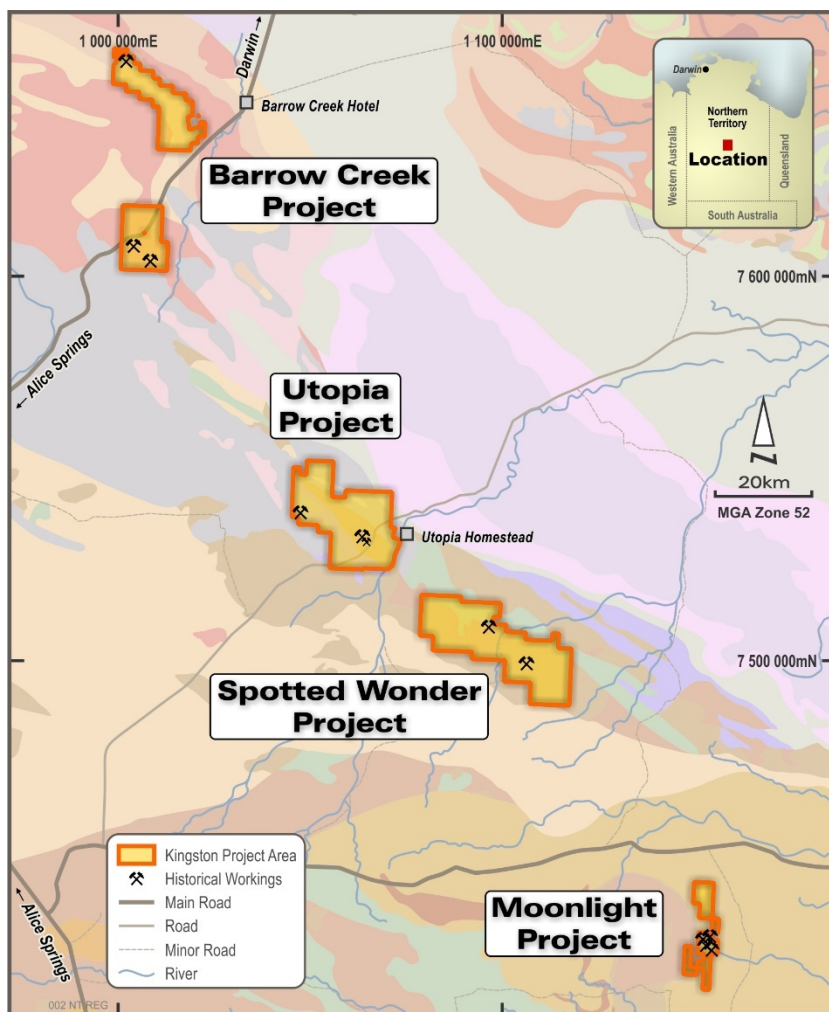 1 000 000mE
1 100 000mE
Darwin →
Barrow Creek Hotel
Barrow Creek
Project
Darwin
Northern
Territory
Location
Western Australia
Queensland
South Australia
7 600 000mN
← Alice Springs
Utopia
Project
Utopia Homestead
N
20km
MGA Zone 52
7 500 000mN
Spotted Wonder
Project
Moonlight
Project
Kingston Project Area
Historical Workings
Main Road
Road
Minor Road
River
← Alice Springs
002 NT REG